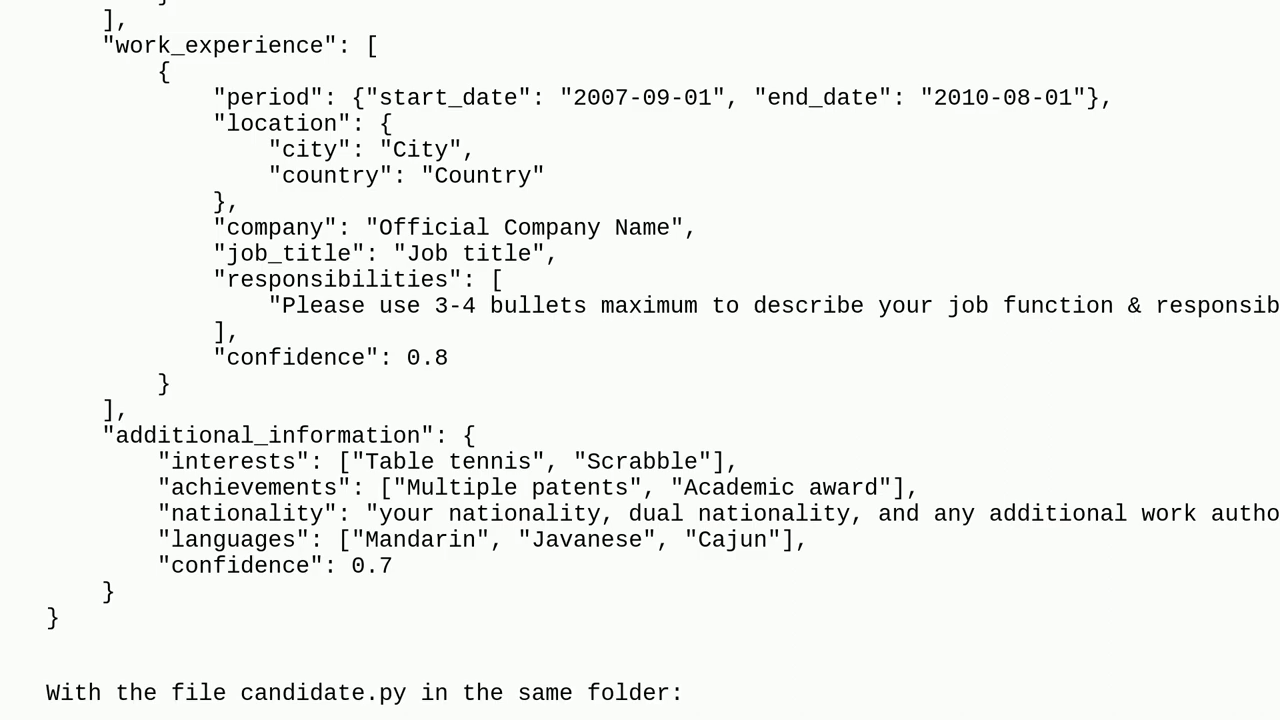 ],
"work_experience": [
{
"period": {"start_date": "2007-09-01", "end_date": "2010-08-01"},
"location": {
"city": "City",
"country": "Country"
},
"company": "Official Company Name",
"job_title": "Job title",
"responsibilities": [
"Please use 3-4 bullets maximum to describe your job function & responsib
],
"confidence": 0.8
}
],
"additional_information": {
"interests": ["Table tennis", "Scrabble"],
"achievements": ["Multiple patents", "Academic award"],
"nationality": "your nationality, dual nationality, and any additional work autho
"languages": ["Mandarin", "Javanese", "Cajun"],
"confidence": 0.7
}
}
With the file candidate.py in the same folder: